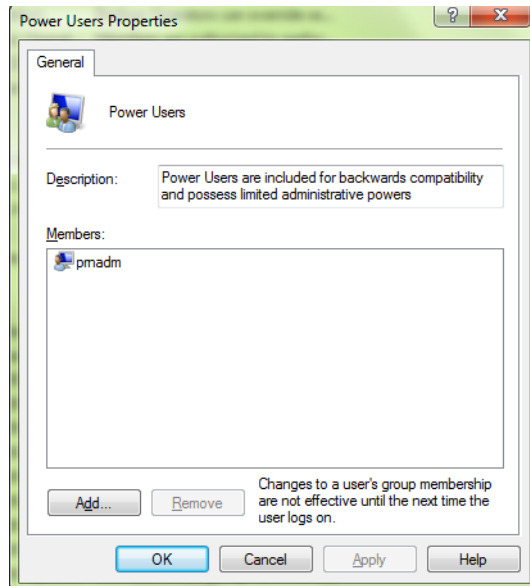 Power Users Properties
General
Power Users
Description:
Power Users are included for backwards compatibility
and possess limited administrative powers
Members:
pmadm
Add...
Remove
Changes to a user's group membership
are not effective until the next time the
user logs on.
OK
Cancel
Apply
Help